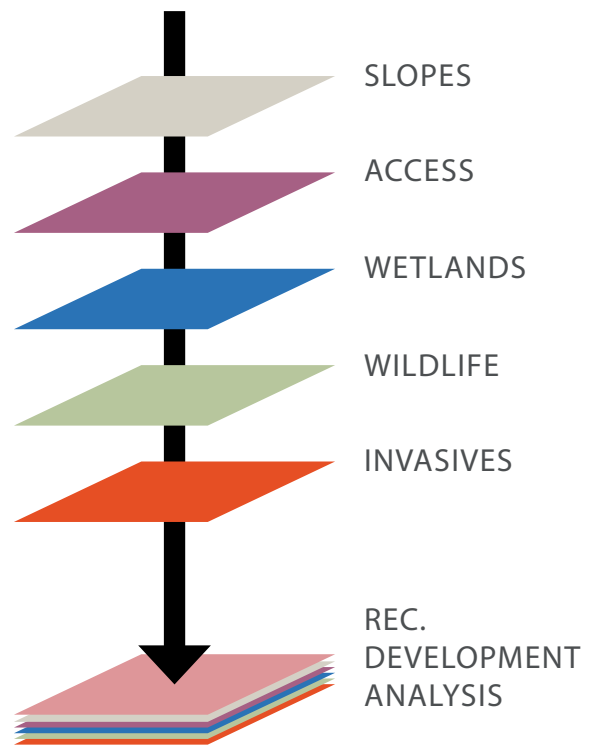 SLOPES
ACCESS
WETLANDS
WILDLIFE
INVASIVES
REC.
DEVELOPMENT
ANALYSIS